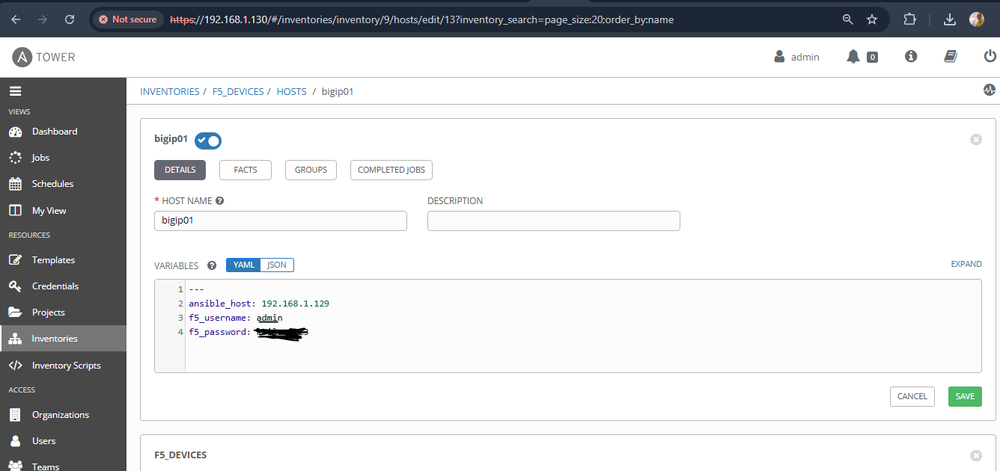 Not secure https://192.168.1.130/#/inventories/inventory/9/hosts/edit/13?inventory_search=page_size:20;order_by:name
TOWER
admin
0
INVENTORIES / F5_DEVICES / HOSTS / bigip01
VIEWS
Dashboard
Jobs
Schedules
My View
RESOURCES
Templates
Credentials
Projects
Inventories
Inventory Scripts
ACCESS
Organizations
Users
Teams
bigip01
DETAILS FACTS GROUPS COMPLETED JOBS
* HOST NAME ? DESCRIPTION
bigip01
VARIABLES ? YAML JSON EXPAND
1 ---
2 ansible_host: 192.168.1.129
3 f5_username: admin
4 f5_password:
CANCEL SAVE
F5_DEVICES